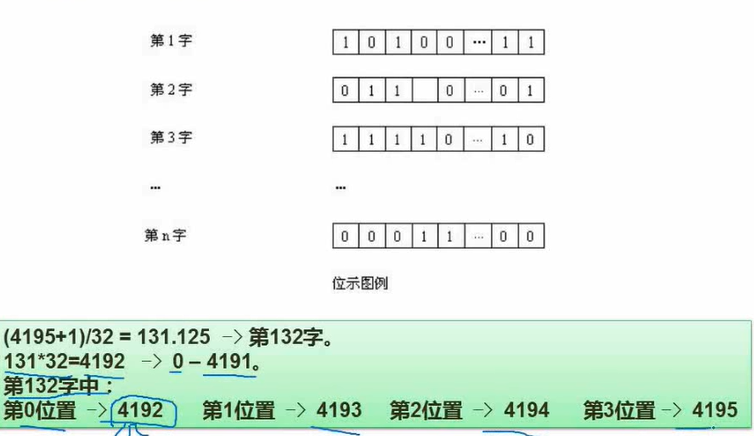 第1字 1 0 1 0 0 ··· 1 1
第2字 0 1 1 0 ··· 0 1
第3字 1 1 1 1 0 ··· 1 0
··· ···
第n字 0 0 0 1 1 ··· 0 0
位示图例
(4195+1)/32 = 131.125 –> 第132字。
131*32=4192 –> 0 – 4191。
第132字中：
第0位置 –> 4192 第1位置 –> 4193 第2位置 –> 4194 第3位置 –> 4195